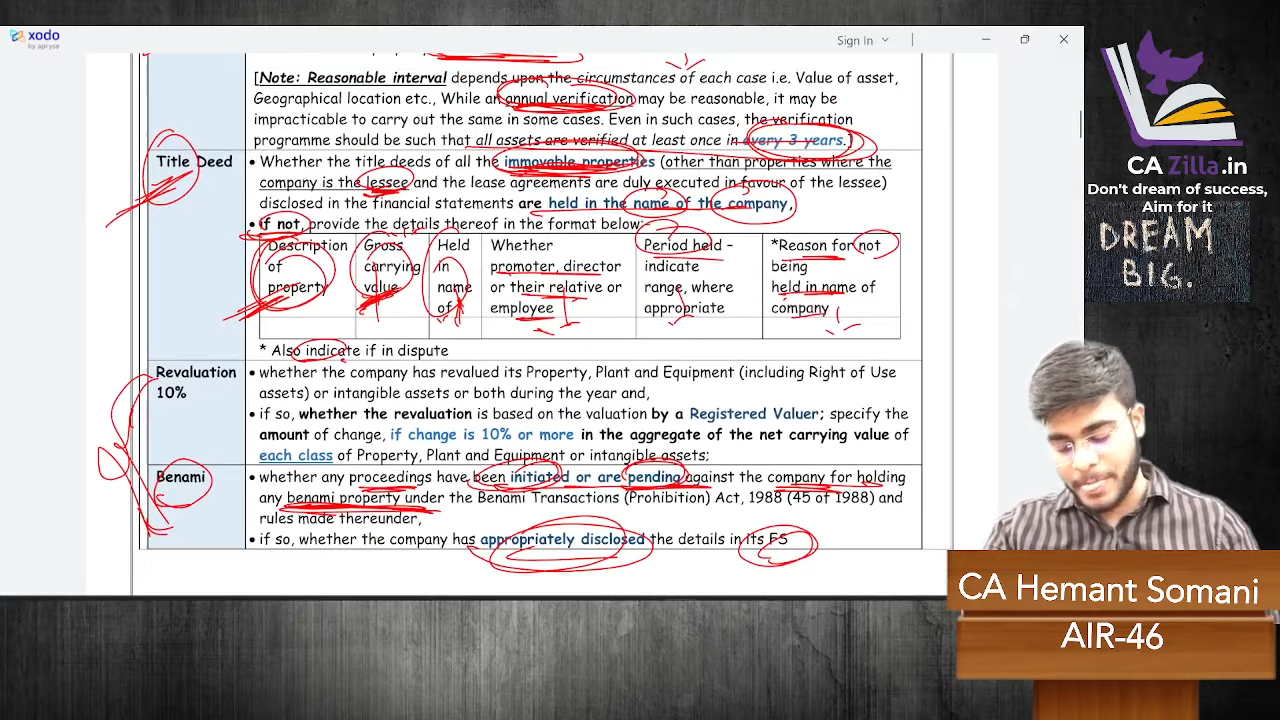 xodo
by apryse
Sign In
[Note: Reasonable interval depends upon the circumstances of each case i.e. Value of asset,
Geographical location etc., While an annual verification may be reasonable, it may be
impracticable to carry out the same in some cases. Even in such cases, the verification
programme should be such that all assets are verified at least once in every 3 years.]
Title Deed
• Whether the title deeds of all the immovable properties (other than properties where the
company is the lessee and the lease agreements are duly executed in favour of the lessee)
disclosed in the financial statements are held in the name of the company,
• if not, provide the details thereof in the format below:
Description of property
Gross carrying value
Held in name of
Whether promoter, director or their relative or employee
Period held – indicate range, where appropriate
*Reason for not being held in name of company
* Also indicate if in dispute
Revaluation
10%
• whether the company has revalued its Property, Plant and Equipment (including Right of Use
assets) or intangible assets or both during the year and,
• if so, whether the revaluation is based on the valuation by a Registered Valuer; specify the
amount of change, if change is 10% or more in the aggregate of the net carrying value of
each class of Property, Plant and Equipment or intangible assets;
Benami
• whether any proceedings have been initiated or are pending against the company for holding
any benami property under the Benami Transactions (Prohibition) Act, 1988 (45 of 1988) and
rules made thereunder,
• if so, whether the company has appropriately disclosed the details in its FS
CA Zilla.in
Don't dream of success,
Aim for it
DREAM
BIG.
CA Hemant Somani
AIR-46